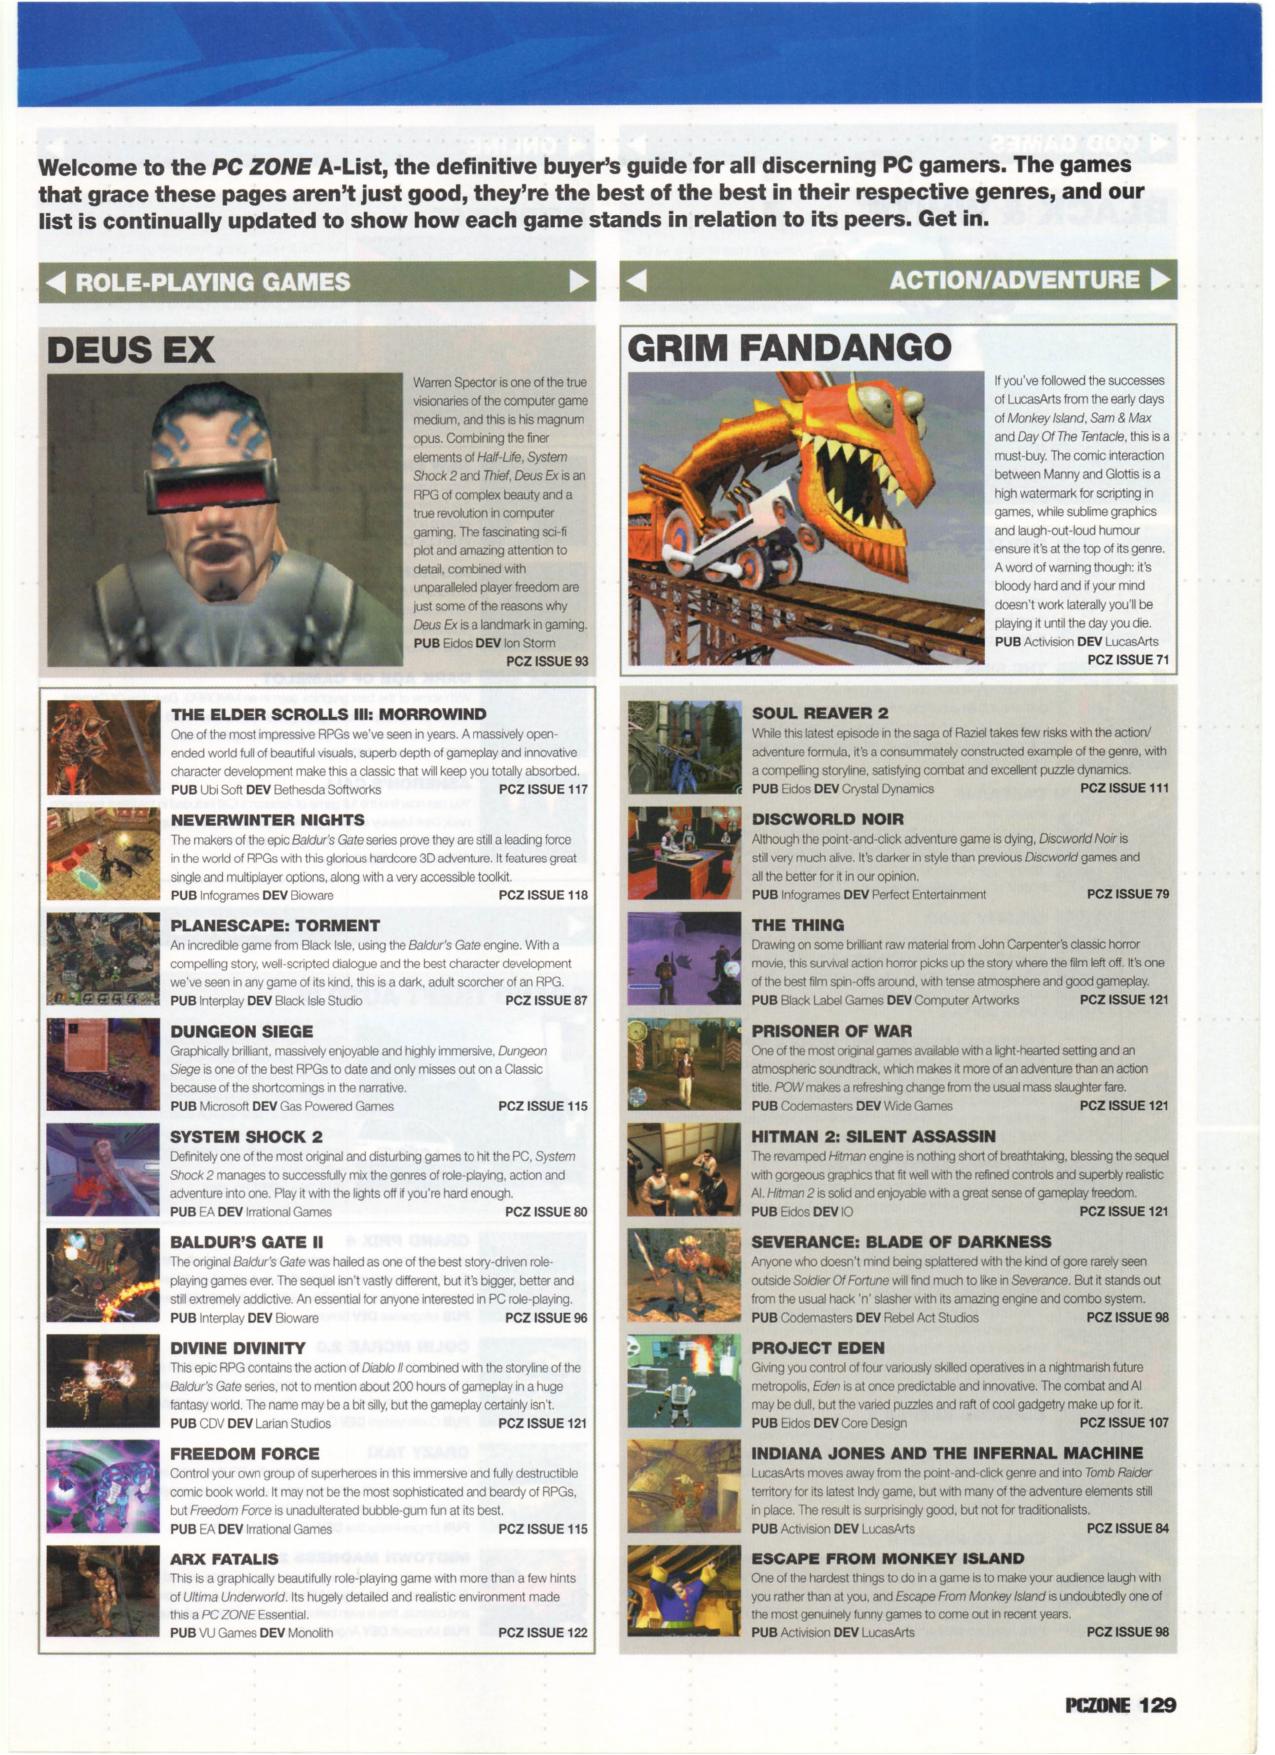 Welcome to the PC ZONE A-List, the definitive buyer's guide for all discerning PC gamers. The games
that grace these pages aren't just good, they're the best of the best in their respective genres, and our
list is continually updated to show how each game stands in relation to its peers. Get in.
ROLE-PLAYING GAMES
DEUS EX
Warren Spector is one of the true
visionaries of the computer game
medium, and this is his magnum
opus. Combining the finer
elements of Half-Life, System
Shock 2 and Thief, Deus Ex is an
RPG of complex beauty and a
true revolution in computer
gaming. The fascinating sci-fi
plot and amazing attention to
detail, combined with
unparalleled player freedom are
just some of the reasons why
Deus Ex is a landmark in gaming.
PUB Eidos DEV Ion Storm
PCZ ISSUE 93
THE ELDER SCROLLS III: MORROWIND
One of the most impressive RPGs we've seen in years. A massively open-
ended world full of beautiful visuals, superb depth of gameplay and innovative
character development make this a classic that will keep you totally absorbed.
PUB Ubi Soft DEV Bethesda Softworks PCZ ISSUE 117
NEVERWINTER NIGHTS
The makers of the epic Baldur's Gate series prove they are still a leading force
in the world of RPGs with this glorious hardcore 3D adventure. It features great
single and multiplayer options, along with a very accessible toolkit.
PUB Infogrames DEV Bioware PCZ ISSUE 118
PLANESCAPE: TORMENT
An incredible game from Black Isle, using the Baldur's Gate engine. With a
compelling story, well-scripted dialogue and the best character development
we've seen in any game of its kind, this is a dark, adult scorcher of an RPG.
PUB Interplay DEV Black Isle Studio PCZ ISSUE 87
DUNGEON SIEGE
Graphically brilliant, massively enjoyable and highly immersive, Dungeon
Siege is one of the best RPGs to date and only misses out on a Classic
because of the shortcomings in the narrative.
PUB Microsoft DEV Gas Powered Games PCZ ISSUE 115
SYSTEM SHOCK 2
Definitely one of the most original and disturbing games to hit the PC, System
Shock 2 manages to successfully mix the genres of role-playing, action and
adventure into one. Play it with the lights off if you're hard enough.
PUB EA DEV Irrational Games PCZ ISSUE 80
BALDUR'S GATE II
The original Baldur's Gate was hailed as one of the best story-driven role-
playing games ever. The sequel isn't vastly different, but it's bigger, better and
still extremely addictive. An essential for anyone interested in PC role-playing.
PUB Interplay DEV Bioware PCZ ISSUE 96
DIVINE DIVINITY
This epic RPG contains the action of Diablo II combined with the storyline of the
Baldur's Gate series, not to mention about 200 hours of gameplay in a huge
fantasy world. The name may be a bit silly, but the gameplay certainly isn't.
PUB CDV DEV Larian Studios PCZ ISSUE 121
FREEDOM FORCE
Control your own group of superheroes in this immersive and fully destructible
comic book world. It may not be the most sophisticated and beardy of RPGs,
but Freedom Force is unadulterated bubble-gum fun at its best.
PUB EA DEV Irrational Games PCZ ISSUE 115
ARX FATALIS
This is a graphically beautifully role-playing game with more than a few hints
of Ultima Underworld. Its hugely detailed and realistic environment made
this a PC ZONE Essential.
PUB VU Games DEV Monolith PCZ ISSUE 122
ACTION/ADVENTURE
GRIM FANDANGO
If you've followed the successes
of LucasArts from the early days
of Monkey Island, Sam & Max
and Day Of The Tentacle, this is a
must-buy. The comic interaction
between Manny and Glottis is a
high watermark for scripting in
games, while sublime graphics
and laugh-out-loud humour
ensure it's at the top of its genre.
A word of warning though: it's
bloody hard and if your mind
doesn't work laterally you'll be
playing it until the day you die.
PUB Activision DEV LucasArts
PCZ ISSUE 71
SOUL REAVER 2
While this latest episode in the saga of Raziel takes few risks with the action/
adventure formula, it's a consummately constructed example of the genre, with
a compelling storyline, satisfying combat and excellent puzzle dynamics.
PUB Eidos DEV Crystal Dynamics PCZ ISSUE 111
DISCWORLD NOIR
Although the point-and-click adventure game is dying, Discworld Noir is
still very much alive. It's darker in style than previous Discworld games and
all the better for it in our opinion.
PUB Infogrames DEV Perfect Entertainment PCZ ISSUE 79
THE THING
Drawing on some brilliant raw material from John Carpenter's classic horror
movie, this survival action horror picks up the story where the film left off. It's one
of the best film spin-offs around, with tense atmosphere and good gameplay.
PUB Black Label Games DEV Computer Artworks PCZ ISSUE 121
PRISONER OF WAR
One of the most original games available with a light-hearted setting and an
atmospheric soundtrack, which makes it more of an adventure than an action
title. POW makes a refreshing change from the usual mass slaughter fare.
PUB Codemasters DEV Wide Games PCZ ISSUE 121
HITMAN 2: SILENT ASSASSIN
The revamped Hitman engine is nothing short of breathtaking, blessing the sequel
with gorgeous graphics that fit well with the refined controls and superbly realistic
AI. Hitman 2 is solid and enjoyable with a great sense of gameplay freedom.
PUB Eidos DEV IO PCZ ISSUE 121
SEVERANCE: BLADE OF DARKNESS
Anyone who doesn't mind being splattered with the kind of gore rarely seen
outside Soldier Of Fortune will find much to like in Severance. But it stands out
from the usual hack 'n' slasher with its amazing engine and combo system.
PUB Codemasters DEV Rebel Act Studios PCZ ISSUE 98
PROJECT EDEN
Giving you control of four variously skilled operatives in a nightmarish future
metropolis, Eden is at once predictable and innovative. The combat and AI
may be dull, but the varied puzzles and raft of cool gadgetry make up for it.
PUB Eidos DEV Core Design PCZ ISSUE 107
INDIANA JONES AND THE INFERNAL MACHINE
LucasArts moves away from the point-and-click genre and into Tomb Raider
territory for its latest Indy game, but with many of the adventure elements still
in place. The result is surprisingly good, but not for traditionalists.
PUB Activision DEV LucasArts PCZ ISSUE 84
ESCAPE FROM MONKEY ISLAND
One of the hardest things to do in a game is to make your audience laugh with
you rather than at you, and Escape From Monkey Island is undoubtedly one of
the most genuinely funny games to come out in recent years.
PUB Activision DEV LucasArts PCZ ISSUE 98
PCZONE 129